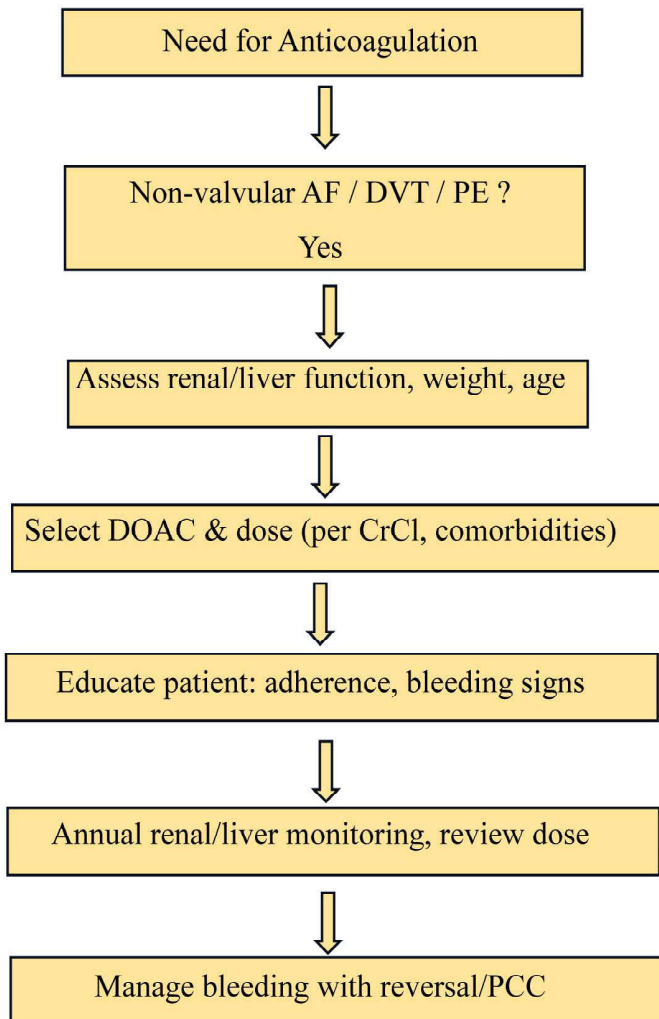 Need for Anticoagulation
Non-valvular AF / DVT / PE ?
Yes
Assess renal/liver function, weight, age
Select DOAC & dose (per CrCl, comorbidities)
Educate patient: adherence, bleeding signs
Annual renal/liver monitoring, review dose
Manage bleeding with reversal/PCC